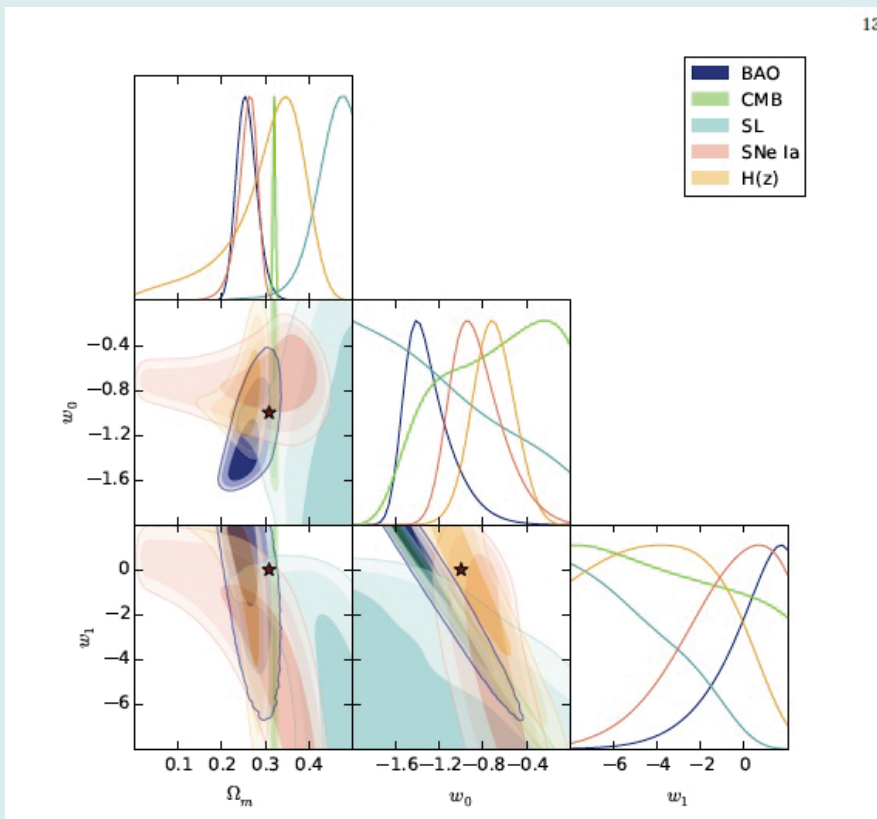 13
BAO
CMB
SL
SNe Ia
H(z)
−0.4
−0.8
−1.2
−1.6
w₀
0
−2
−4
−6
w₁
0.1 0.2 0.3 0.4
−1.6 −1.2 −0.8 −0.4
−6 −4 −2 0
Ωₘ w₀ w₁